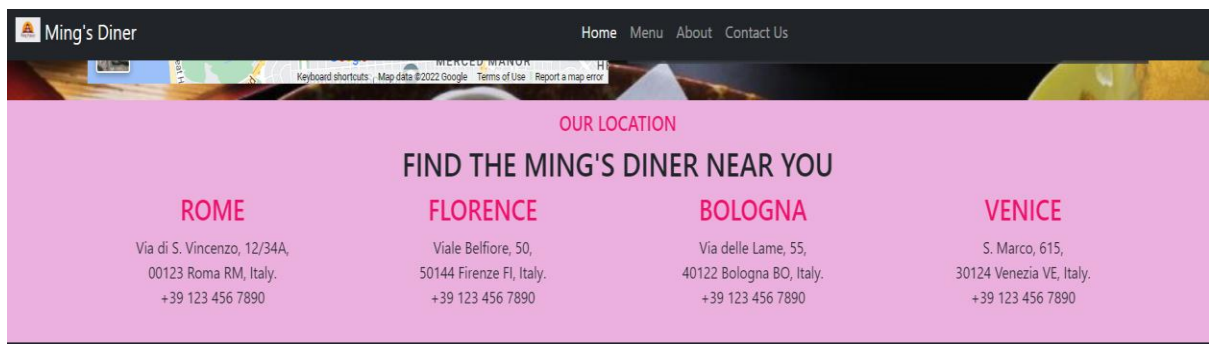 Ming's Diner
Home Menu About Contact Us
MERCED MANOR
Keyboard shortcuts Map data ©2022 Google Terms of Use Report a map error
OUR LOCATION
FIND THE MING'S DINER NEAR YOU
ROME FLORENCE BOLOGNA VENICE
Via di S. Vincenzo, 12/34A, Viale Belfiore, 50, Via delle Lame, 55, S. Marco, 615,
00123 Roma RM, Italy. 50144 Firenze FI, Italy. 40122 Bologna BO, Italy. 30124 Venezia VE, Italy.
+39 123 456 7890 +39 123 456 7890 +39 123 456 7890 +39 123 456 7890